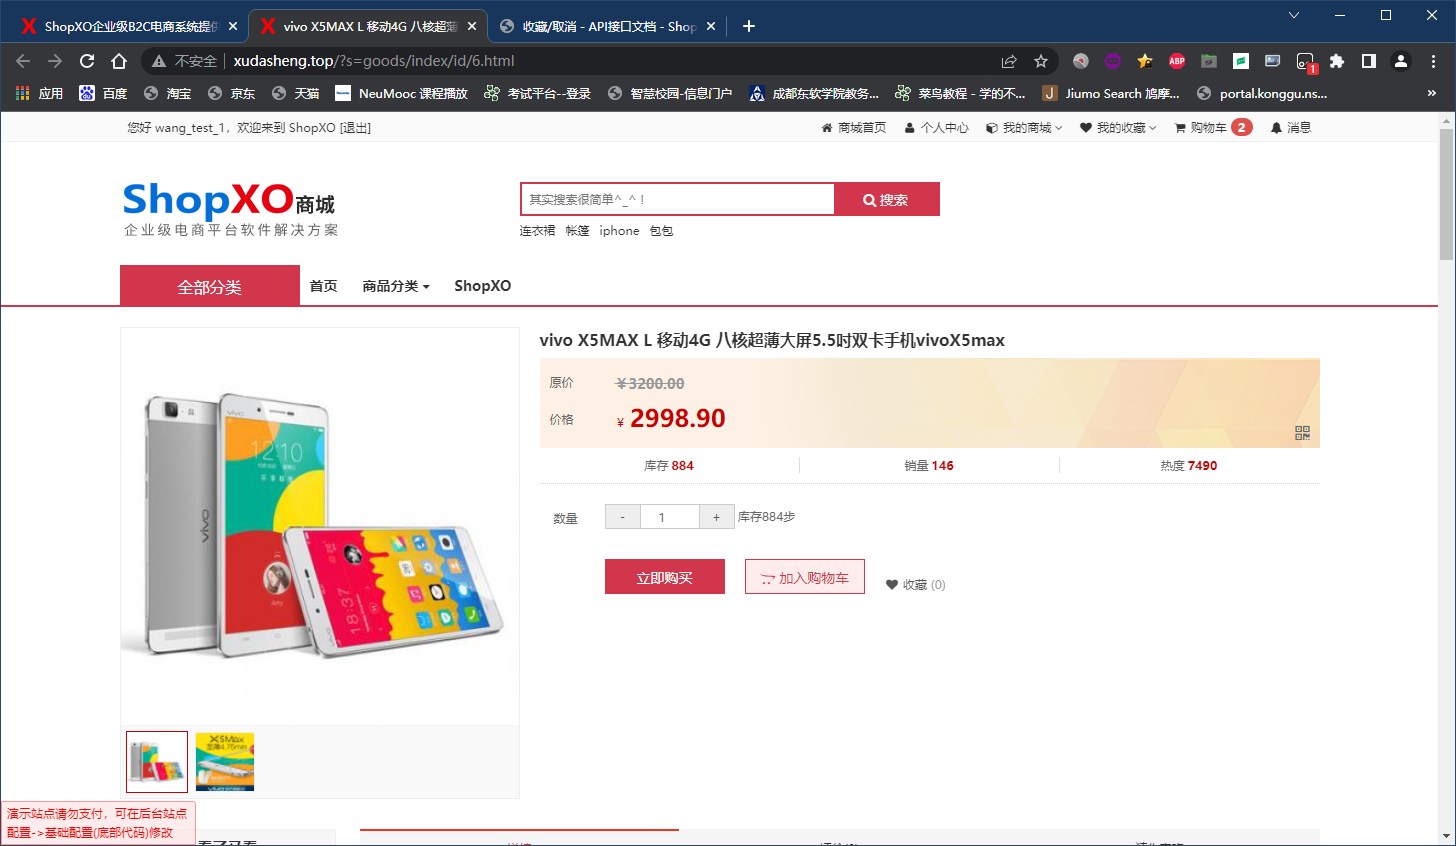 ShopXO企业级B2C电商系统提供
vivo X5MAX L 移动4G 八核超薄
收藏/取消 - API接口文档 - Shop
不安全 | xudasheng.top/?s=goods/index/id/6.html
ABP
1
应用 百度 淘宝 京东 天猫 NeuMooc 课程播放 考试平台--登录 智慧校园-信息门户 成都东软学院教务... 菜鸟教程 - 学的不... Jiumo Search 鸠摩... portal.konggu.ns... »
您好 wang_test_1，欢迎来到 ShopXO [退出]
商城首页 个人中心 我的商城 我的收藏 购物车 2 消息
ShopXO商城
企业级电商平台软件解决方案
其实搜索很简单^_^ !
搜索
连衣裙 帐篷 iphone 包包
全部分类 首页 商品分类 ShopXO
vivo X5MAX L 移动4G 八核超薄大屏5.5吋双卡手机vivoX5max
原价 ￥3200.00
价格 ￥ 2998.90
库存 884 销量 146 热度 7490
数量 - 1 + 库存884步
立即购买 加入购物车 收藏 (0)
vivo
12:10
vivo
18:37
Amy
X5Max
vivo
演示站点请勿支付，可在后台站点
配置->基础配置(底部代码)修改